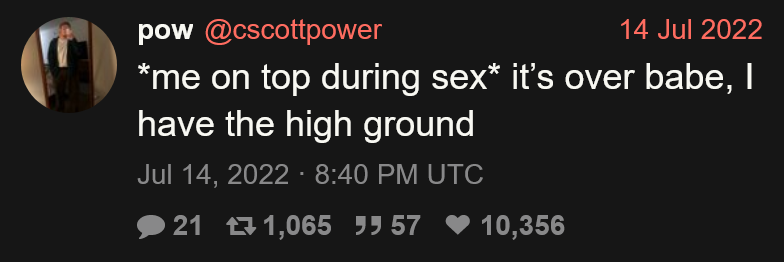 pow @cscottpower 14 Jul 2022
*me on top during sex* it’s over babe, I
have the high ground
Jul 14, 2022 · 8:40 PM UTC
21 1,065 57 10,356